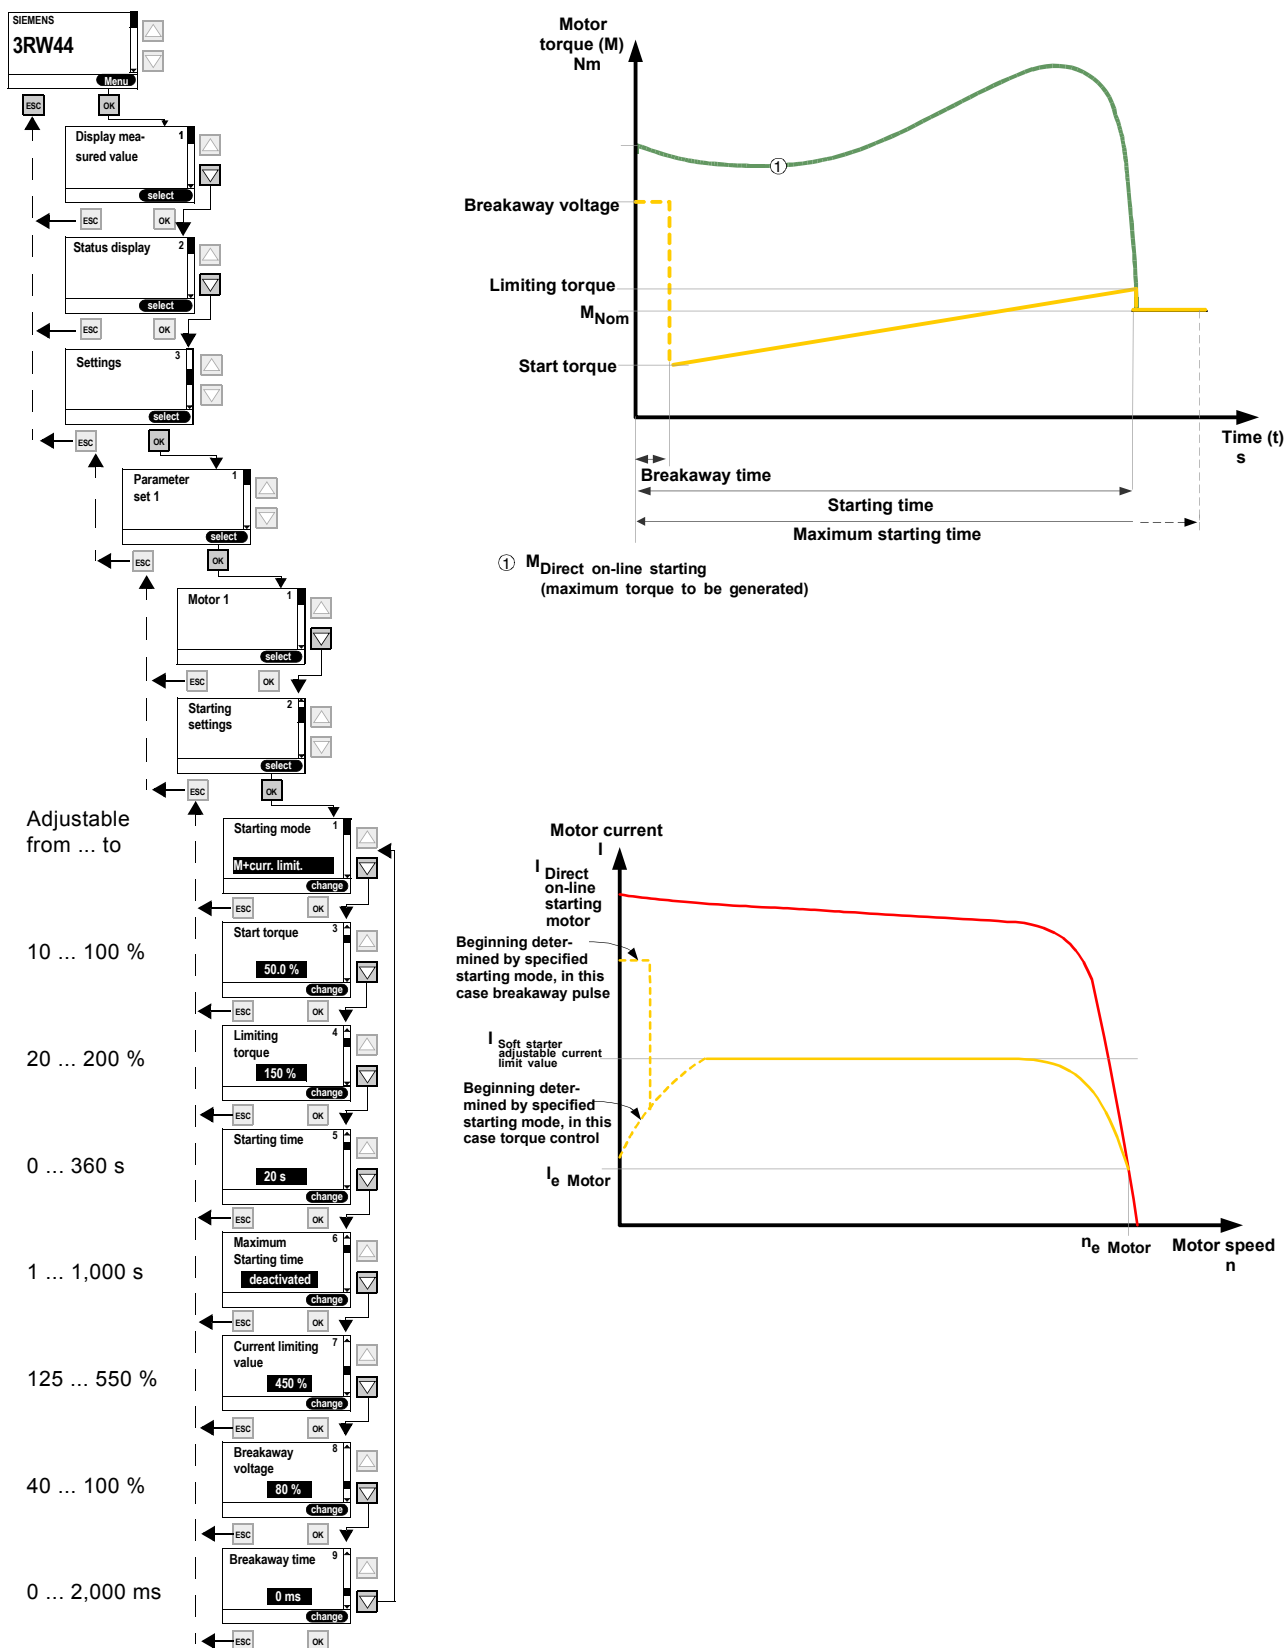 SIEMENS
3RW44
Menu
ESC
OK
Display mea-
sured value
1
select
ESC
OK
Status display
2
select
ESC
OK
Settings
3
select
ESC
OK
Parameter
set 1
1
select
ESC
OK
Motor 1
1
select
ESC
OK
Starting
settings
2
select
ESC
OK
Adjustable
from ... to
Starting mode
1
M+curr. limit.
change
ESC
OK
10 ... 100 %
Start torque
3
50.0 %
change
ESC
OK
20 ... 200 %
Limiting
torque
4
150 %
change
ESC
OK
0 ... 360 s
Starting time
5
20 s
change
ESC
OK
1 ... 1,000 s
Maximum
Starting time
6
deactivated
change
ESC
OK
125 ... 550 %
Current limiting
value
7
450 %
change
ESC
OK
40 ... 100 %
Breakaway
voltage
8
80 %
change
ESC
OK
0 ... 2,000 ms
Breakaway time
9
0 ms
change
ESC
OK
Motor
torque (M)
Nm
①
Breakaway voltage
Limiting torque
MNom
Start torque
Time (t)
s
Breakaway time
Starting time
Maximum starting time
① MDirect on-line starting
(maximum torque to be generated)
Motor current
I
I Direct
on-line
starting
motor
Beginning deter-
mined by specified
starting mode, in this
case breakaway pulse
I Soft starter
adjustable current
limit value
Beginning deter-
mined by specified
starting mode, in this
case torque control
Ie Motor
ne Motor
Motor speed
n